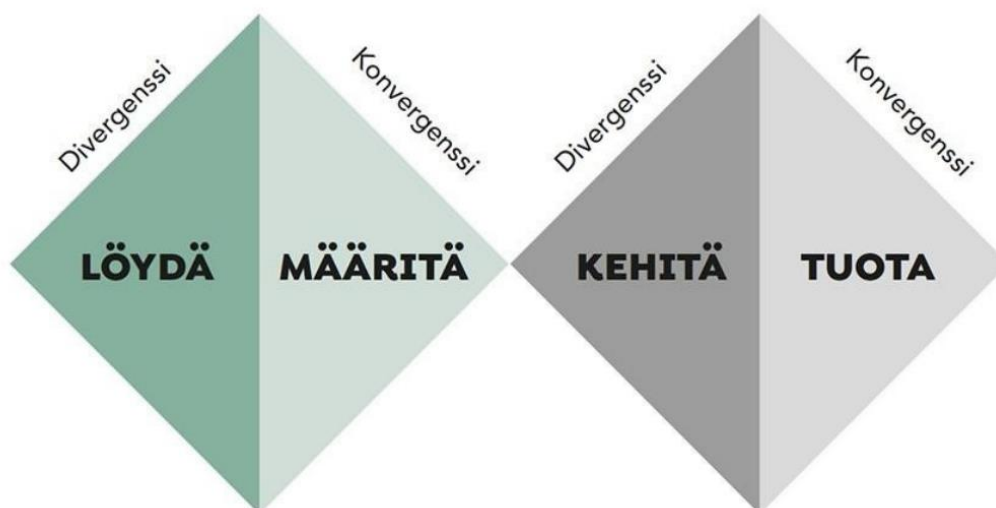 Divergenssi
Konvergenssi
Divergenssi
Konvergenssi
LÖYDÄ
MÄÄRITÄ
KEHITÄ
TUOTA